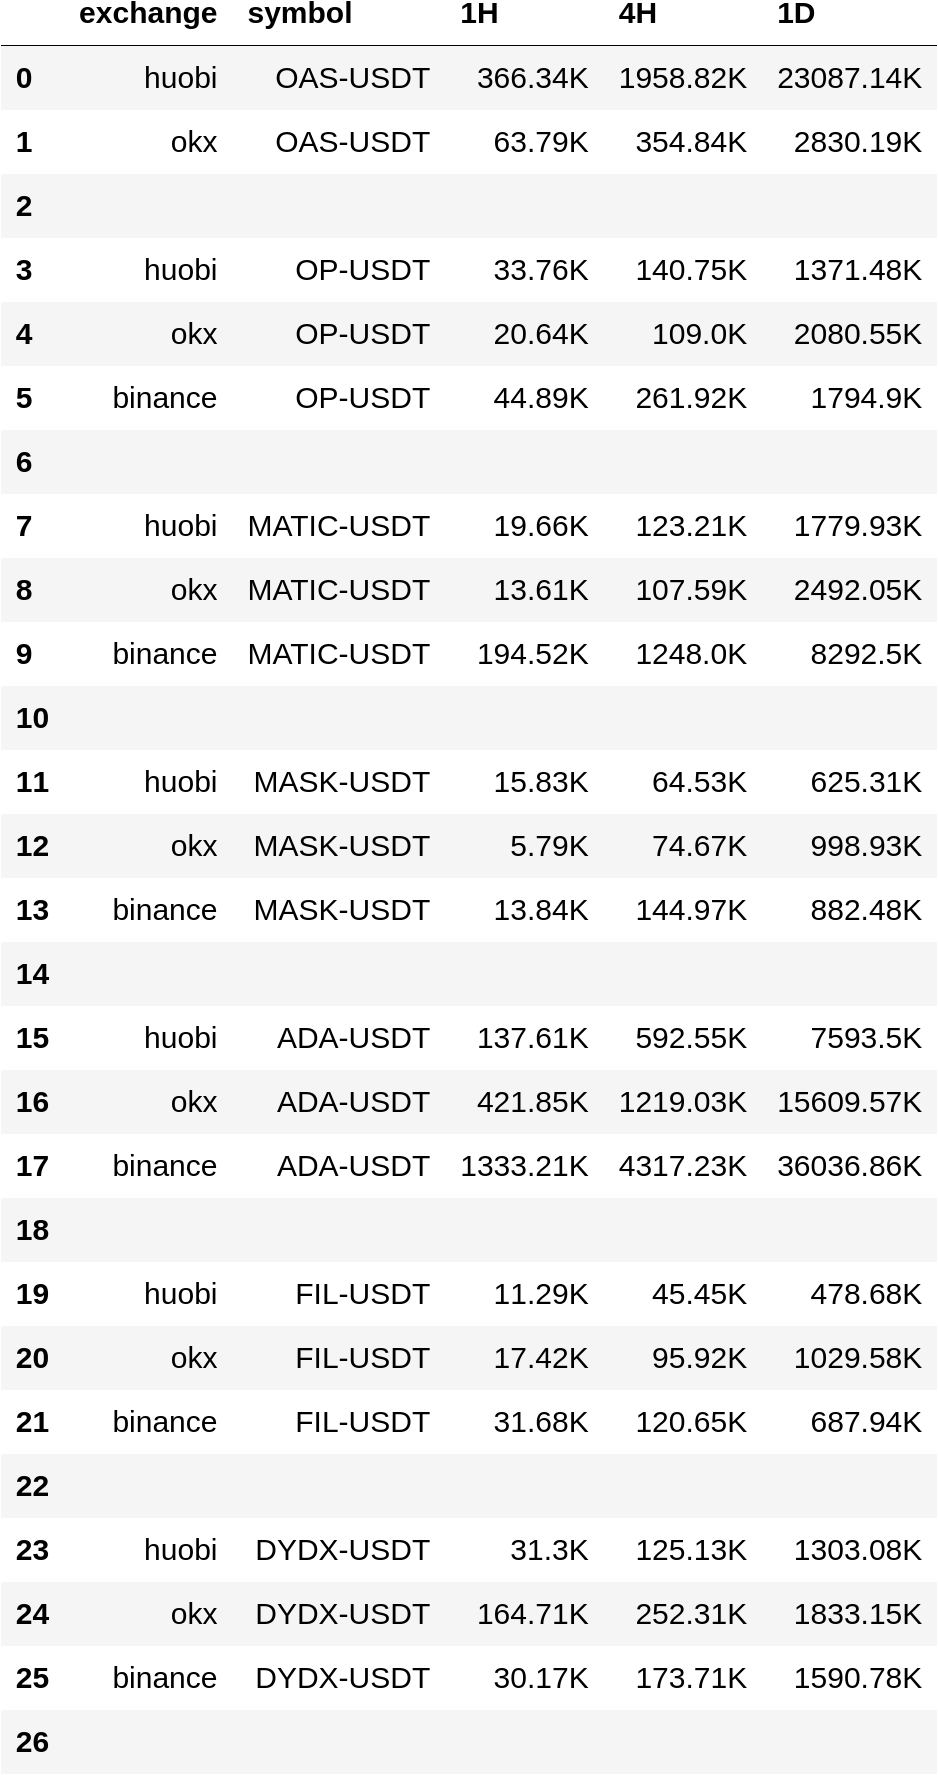 exchange symbol 1H 4H 1D
0 huobi OAS-USDT 366.34K 1958.82K 23087.14K
1 okx OAS-USDT 63.79K 354.84K 2830.19K
2
3 huobi OP-USDT 33.76K 140.75K 1371.48K
4 okx OP-USDT 20.64K 109.0K 2080.55K
5 binance OP-USDT 44.89K 261.92K 1794.9K
6
7 huobi MATIC-USDT 19.66K 123.21K 1779.93K
8 okx MATIC-USDT 13.61K 107.59K 2492.05K
9 binance MATIC-USDT 194.52K 1248.0K 8292.5K
10
11 huobi MASK-USDT 15.83K 64.53K 625.31K
12 okx MASK-USDT 5.79K 74.67K 998.93K
13 binance MASK-USDT 13.84K 144.97K 882.48K
14
15 huobi ADA-USDT 137.61K 592.55K 7593.5K
16 okx ADA-USDT 421.85K 1219.03K 15609.57K
17 binance ADA-USDT 1333.21K 4317.23K 36036.86K
18
19 huobi FIL-USDT 11.29K 45.45K 478.68K
20 okx FIL-USDT 17.42K 95.92K 1029.58K
21 binance FIL-USDT 31.68K 120.65K 687.94K
22
23 huobi DYDX-USDT 31.3K 125.13K 1303.08K
24 okx DYDX-USDT 164.71K 252.31K 1833.15K
25 binance DYDX-USDT 30.17K 173.71K 1590.78K
26